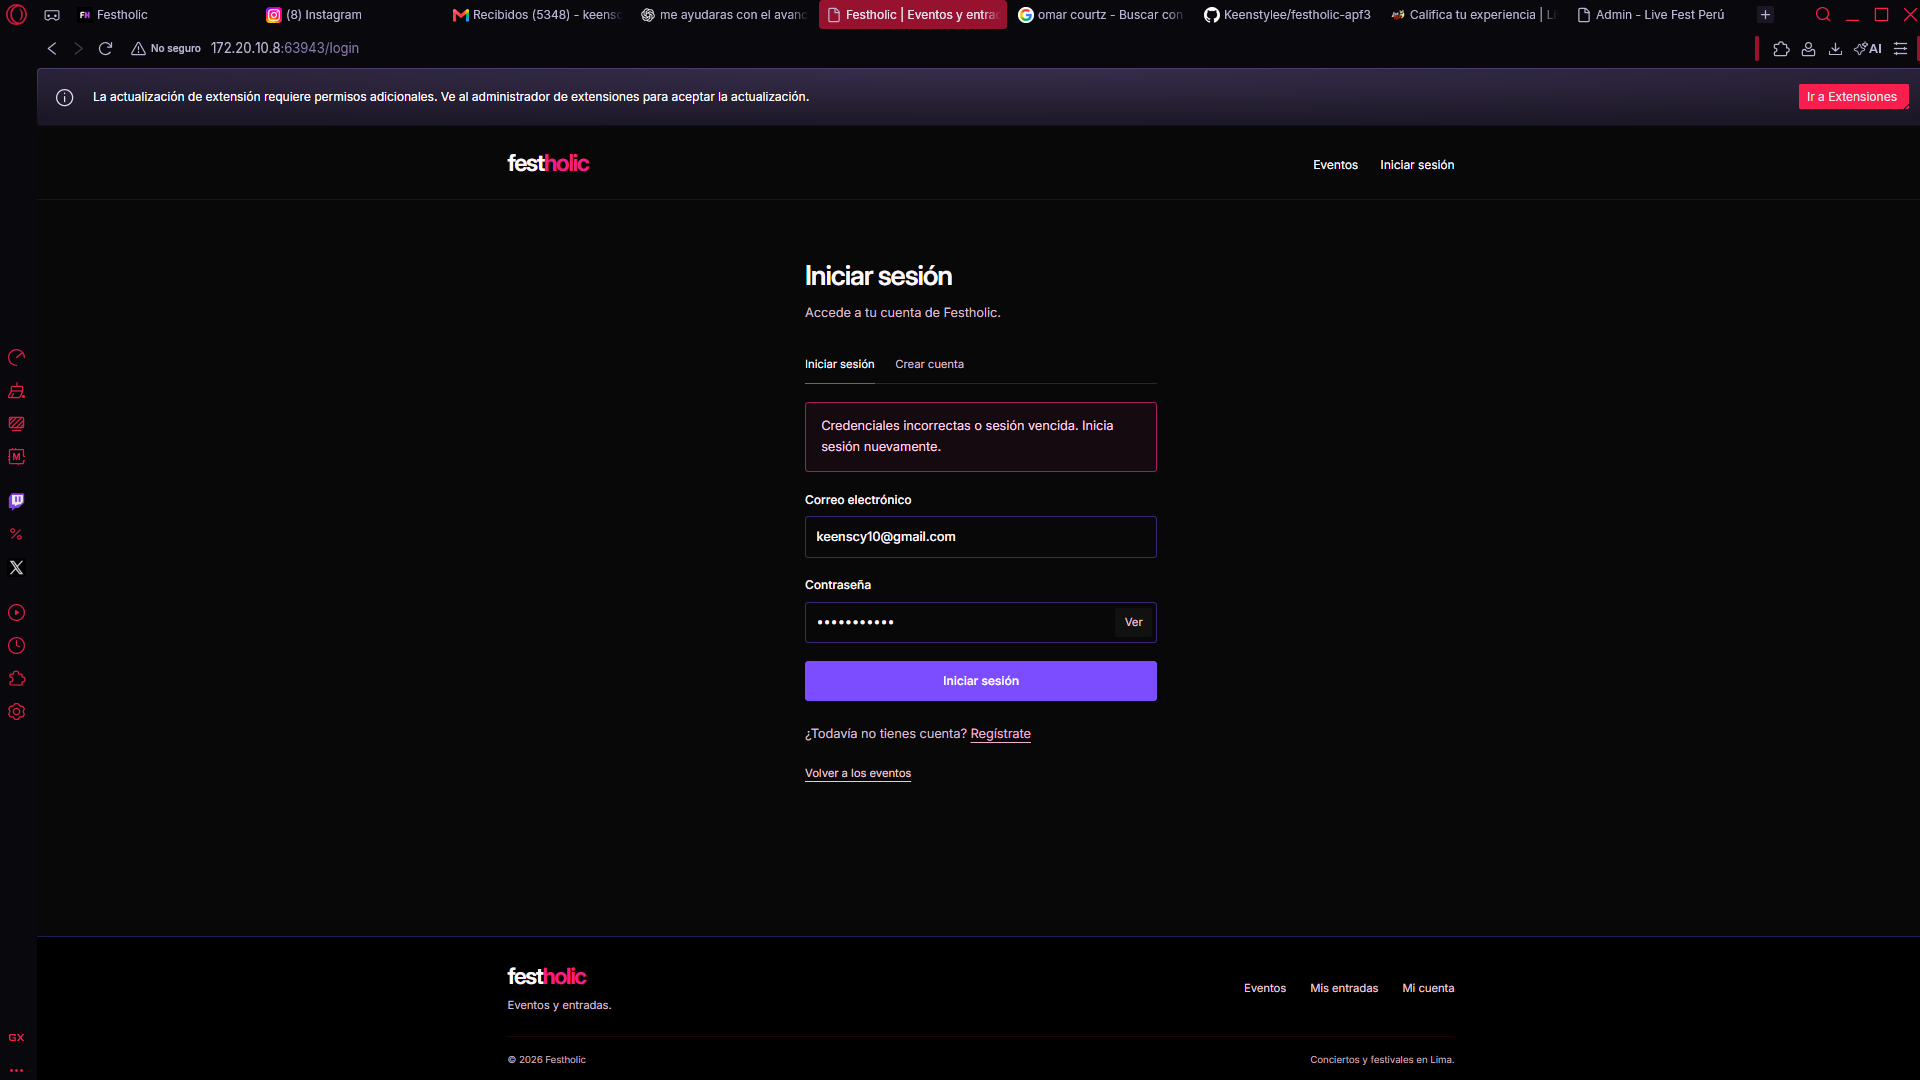 Festholic
(8) Instagram
Recibidos (5348) - keensc
me ayudaras con el avanc
Festholic | Eventos y entra
omar courtz - Buscar con
Keenstylee/festholic-apf3
Califica tu experiencia | Li
Admin - Live Fest Perú
No seguro
172.20.10.8:63943/login
AI
La actualización de extensión requiere permisos adicionales. Ve al administrador de extensiones para aceptar la actualización.
Ir a Extensiones
festholic
Eventos
Iniciar sesión
Iniciar sesión
Accede a tu cuenta de Festholic.
Iniciar sesión
Crear cuenta
Credenciales incorrectas o sesión vencida. Inicia
sesión nuevamente.
Correo electrónico
keenscy10@gmail.com
Contraseña
•••••••••••
Ver
Iniciar sesión
¿Todavía no tienes cuenta? Regístrate
Volver a los eventos
festholic
Eventos y entradas.
Eventos
Mis entradas
Mi cuenta
© 2026 Festholic
Conciertos y festivales en Lima.
GX